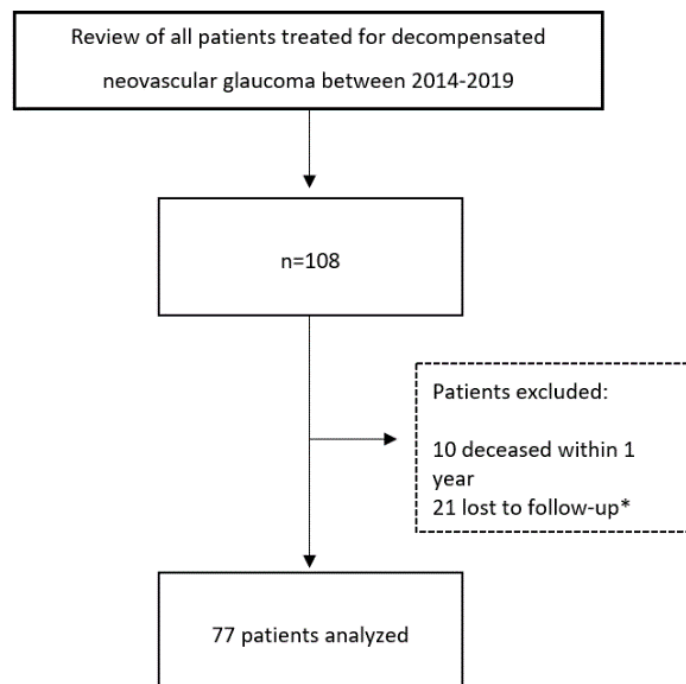 Review of all patients treated for decompensated
neovascular glaucoma between 2014-2019
n=108
Patients excluded:
10 deceased within 1
year
21 lost to follow-up*
77 patients analyzed